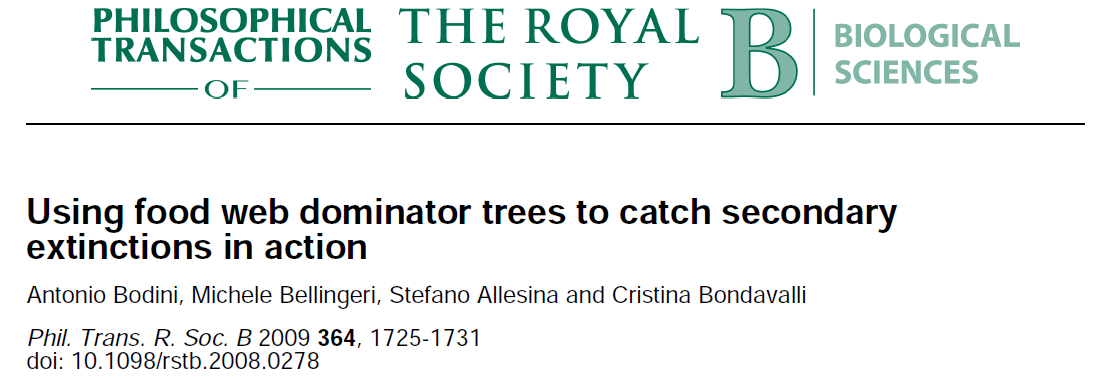 PHILOSOPHICAL
TRANSACTIONS
OF
THE ROYAL
SOCIETY
B
BIOLOGICAL
SCIENCES
Using food web dominator trees to catch secondary
extinctions in action
Antonio Bodini, Michele Bellingeri, Stefano Allesina and Cristina Bondavalli
Phil. Trans. R. Soc. B 2009 364, 1725-1731
doi: 10.1098/rstb.2008.0278